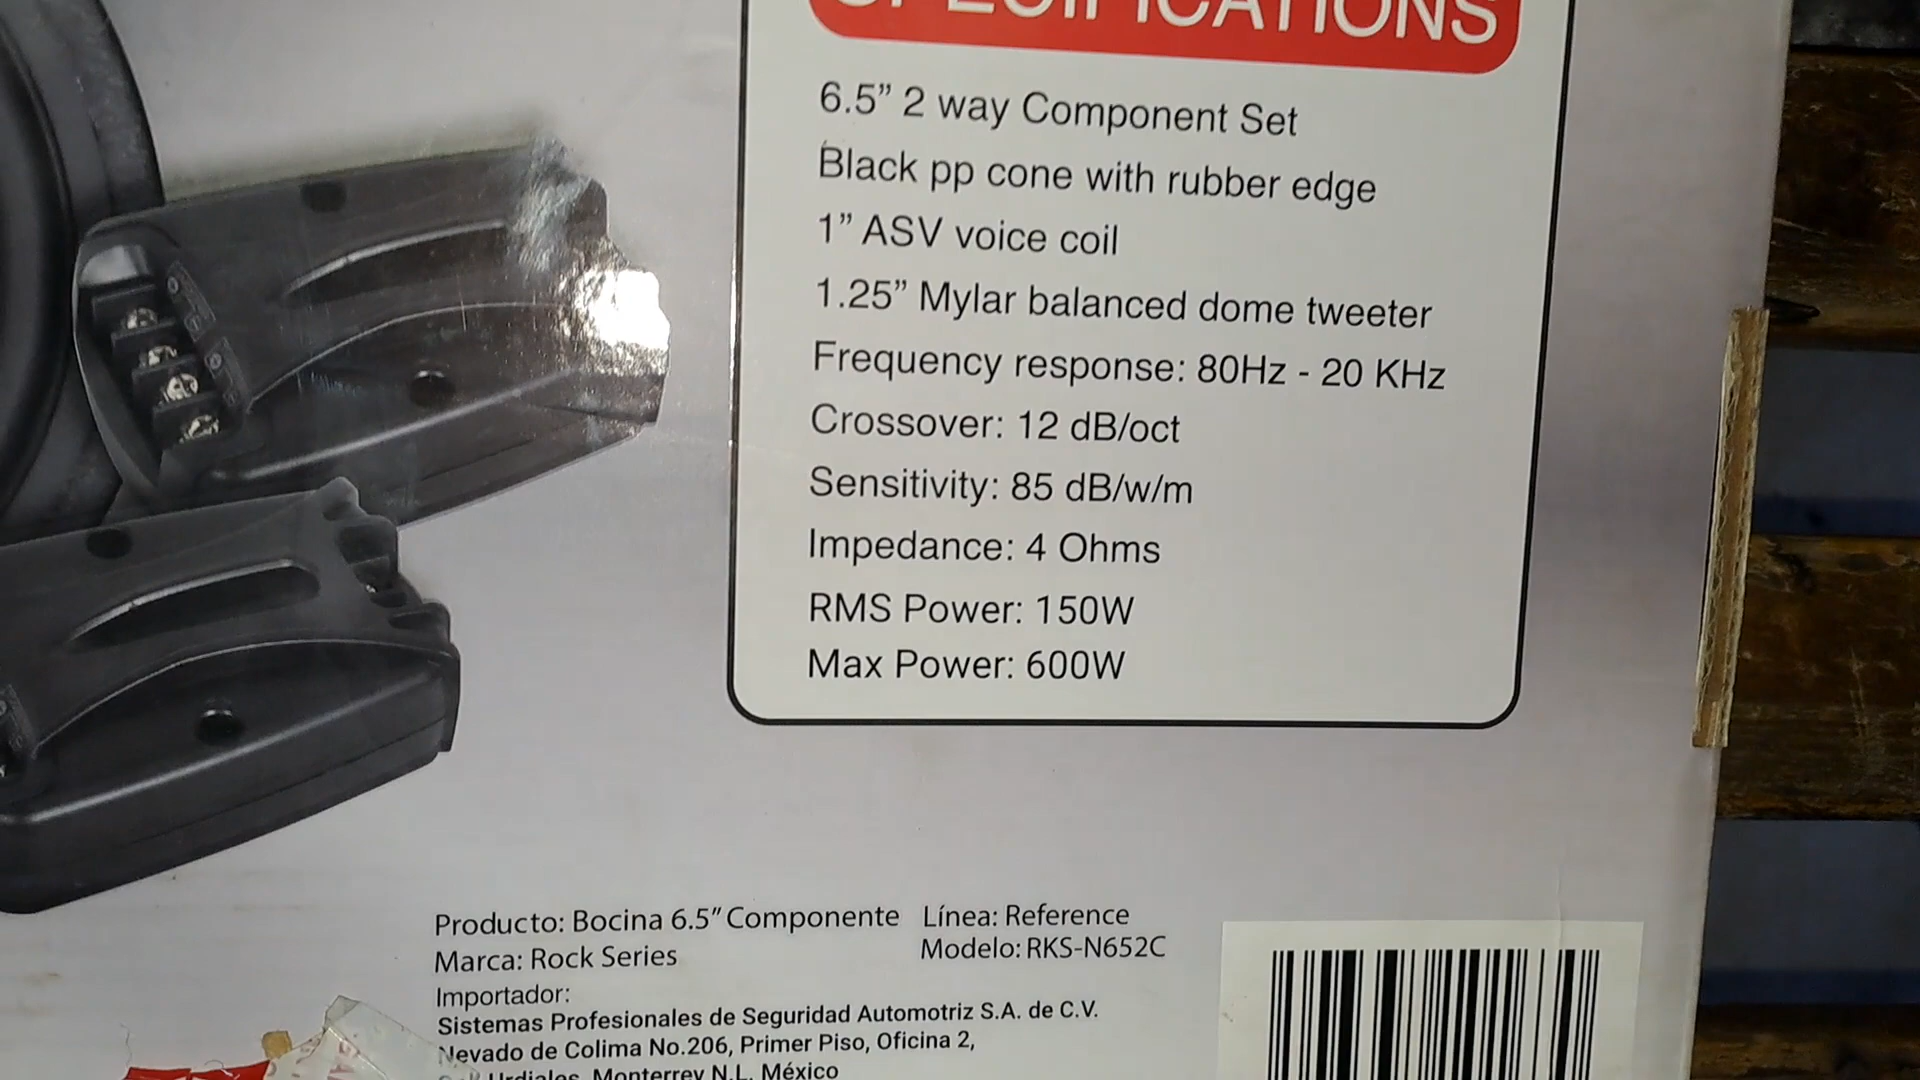 SPECIFICATIONS
6.5” 2 way Component Set
Black pp cone with rubber edge
1” ASV voice coil
1.25” Mylar balanced dome tweeter
Frequency response: 80Hz - 20 KHz
Crossover: 12 dB/oct
Sensitivity: 85 dB/w/m
Impedance: 4 Ohms
RMS Power: 150W
Max Power: 600W
Producto: Bocina 6.5” Componente Línea: Reference
Marca: Rock Series Modelo: RKS-N652C
Importador:
Sistemas Profesionales de Seguridad Automotriz S.A. de C.V.
Nevado de Colima No.206, Primer Piso, Oficina 2,
Urdiales, Monterrey N.L. México